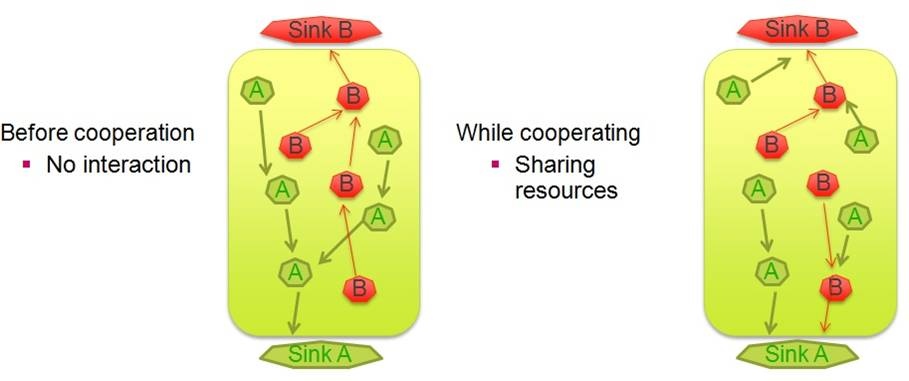 Sink B
A
B
B
A
A
B
A
A
B
Sink A
Before cooperation
▪ No interaction
While cooperating
▪ Sharing
resources
Sink B
A
B
A
B
A
B
A
A
B
Sink A